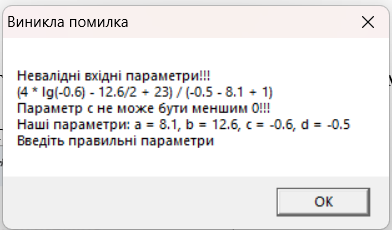 Виникла помилка
Невалідні вхідні параметри!!!
(4 * lg(-0.6) - 12.6/2 + 23) / (-0.5 - 8.1 + 1)
Параметр c не може бути меншим 0!!!
Наші параметри: a = 8.1, b = 12.6, c = -0.6, d = -0.5
Введіть правильні параметри
OK